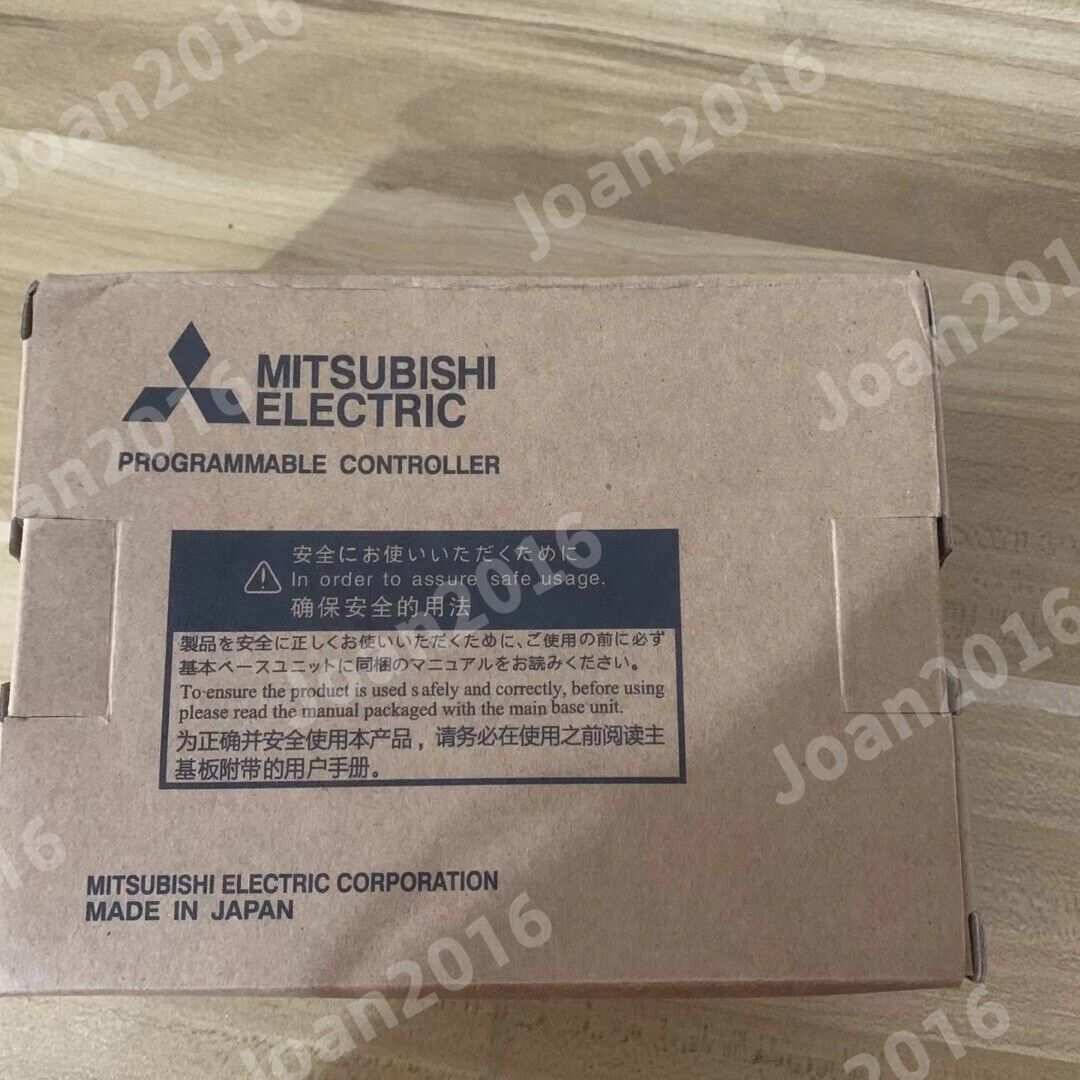 MITSUBISHI
ELECTRIC
PROGRAMMABLE CONTROLLER
安全にお使いいただくために
In order to assure safe usage.
确保安全的用法
製品を安全に正しくお使いいただくために、ご使用の前に必ず
基本ベースユニットに同梱のマニュアルをお読みください。
To ensure the product is used safely and correctly, before using
please read the manual packaged with the main base unit.
为正确并安全使用本产品，请务必在使用之前阅读主
基板附带的用户手册。
MITSUBISHI ELECTRIC CORPORATION
MADE IN JAPAN
Joan2016
Joan2016
Joan2016
Joan2016
Joan2016
Joan2016
Joan2016
Joan2016